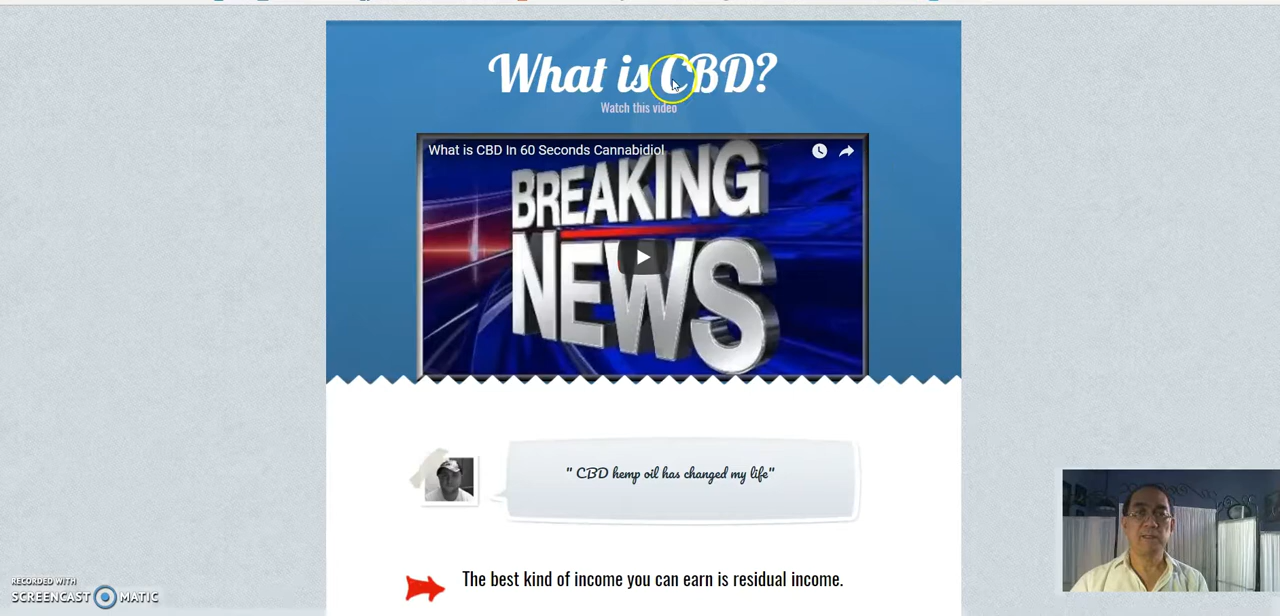 What is CBD?
Watch this video
What is CBD In 60 Seconds Cannabidiol
BREAKING
NEWS
" CBD hemp oil has changed my life"
The best kind of income you can earn is residual income.
RECORDED WITH
SCREENCAST MATIC